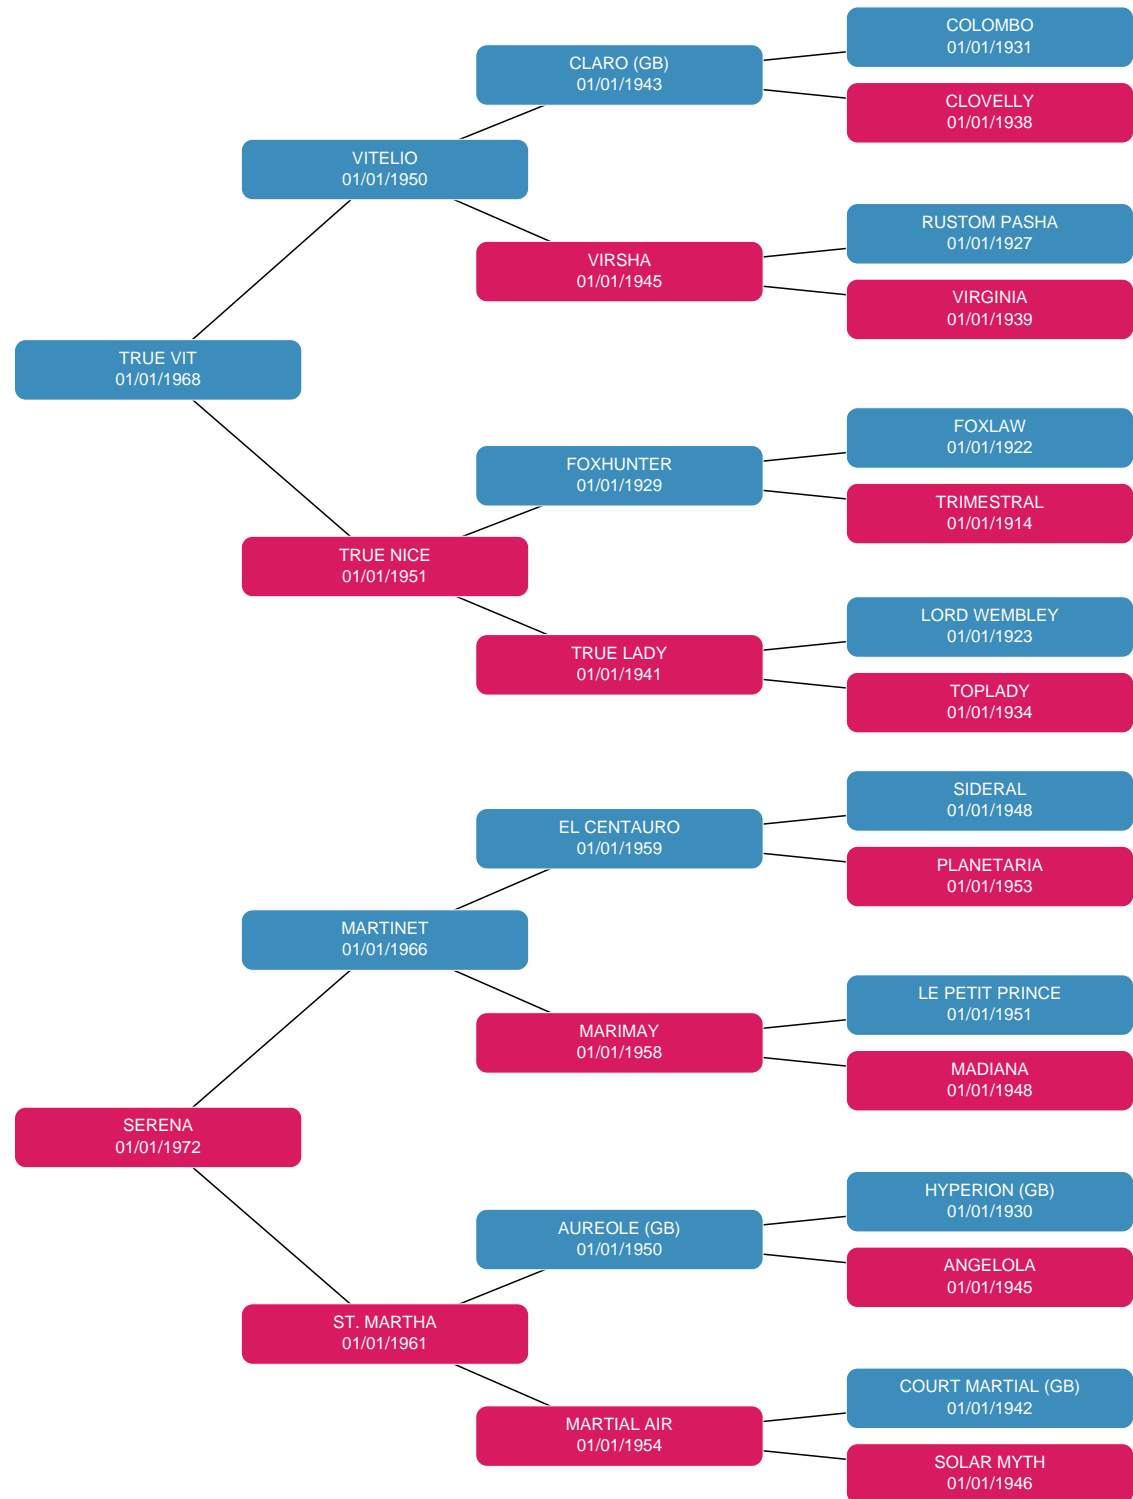 COLOMBO
01/01/1931
CLARO (GB)
01/01/1943
CLOVELLY
01/01/1938
VITELIO
01/01/1950
RUSTOM PASHA
01/01/1927
VIRSHA
01/01/1945
VIRGINIA
01/01/1939
TRUE VIT
01/01/1968
FOXLAW
01/01/1922
FOXHUNTER
01/01/1929
TRIMESTRAL
01/01/1914
TRUE NICE
01/01/1951
LORD WEMBLEY
01/01/1923
TRUE LADY
01/01/1941
TOPLADY
01/01/1934
SIDERAL
01/01/1948
EL CENTAURO
01/01/1959
PLANETARIA
01/01/1953
MARTINET
01/01/1966
LE PETIT PRINCE
01/01/1951
MARIMAY
01/01/1958
MADIANA
01/01/1948
SERENA
01/01/1972
HYPERION (GB)
01/01/1930
AUREOLE (GB)
01/01/1950
ANGELOLA
01/01/1945
ST. MARTHA
01/01/1961
COURT MARTIAL (GB)
01/01/1942
MARTIAL AIR
01/01/1954
SOLAR MYTH
01/01/1946